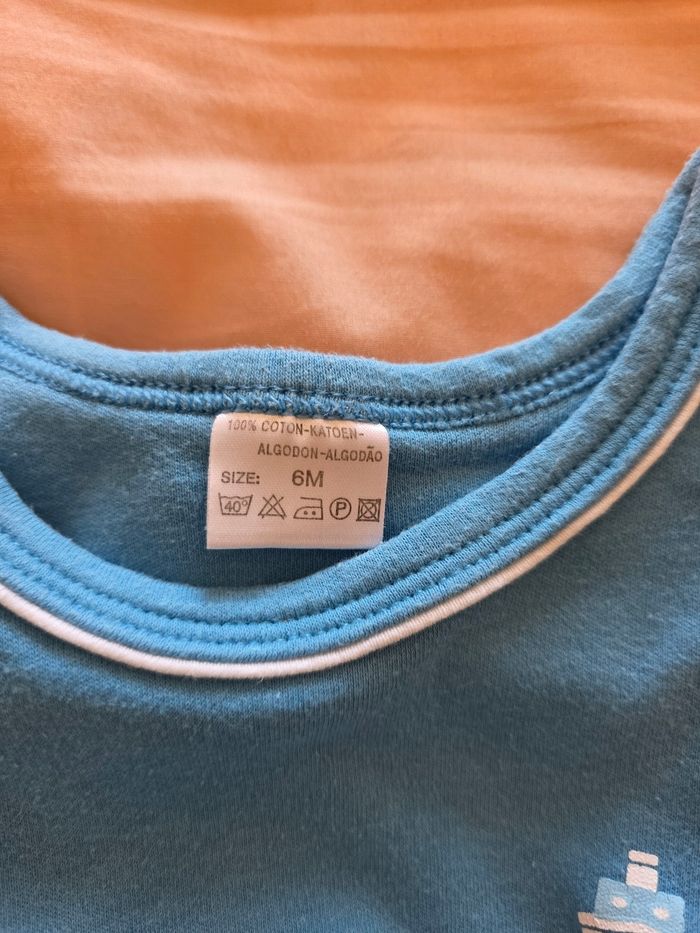 100% COTON-KATOEN-
ALGODON-ALGODÃO
SIZE: 6M
40° P